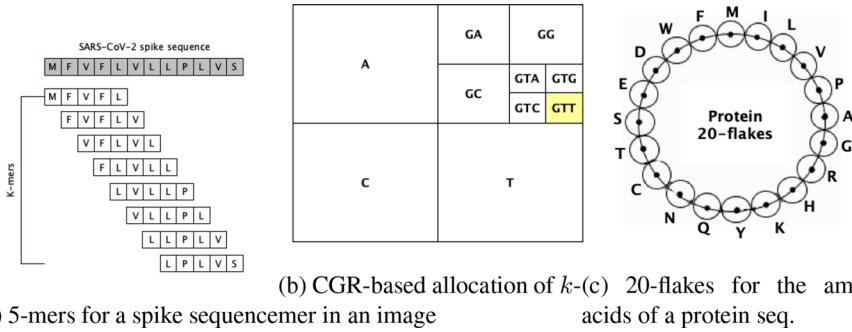 SARS-CoV-2 spike sequence
M F V F L V L L P L V S
K-mers
M F V F L
F V F L V
V F L V L
F L V L L
L V L L P
V L L P L
L L P L V
L P L V S
A
GA GG
GC
GTA GTG
GTC GTT
C
T
M
I
L
V
P
A
G
R
H
K
Y
Q
N
C
T
S
E
D
W
F
Protein
20-flakes
(b) CGR-based allocation of k-
mer in an image
(c) 20-flakes for the am
acids of a protein seq.
) 5-mers for a spike sequence